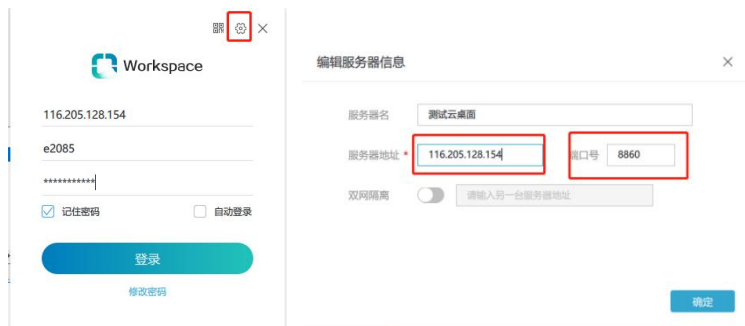 Workspace
116.205.128.154
e2085
***********
记住密码
自动登录
登录
修改密码
编辑服务器信息
服务器名
测试云桌面
服务器地址 *
116.205.128.154
端口号
8860
双网隔离
请输入另一台服务器地址
确定